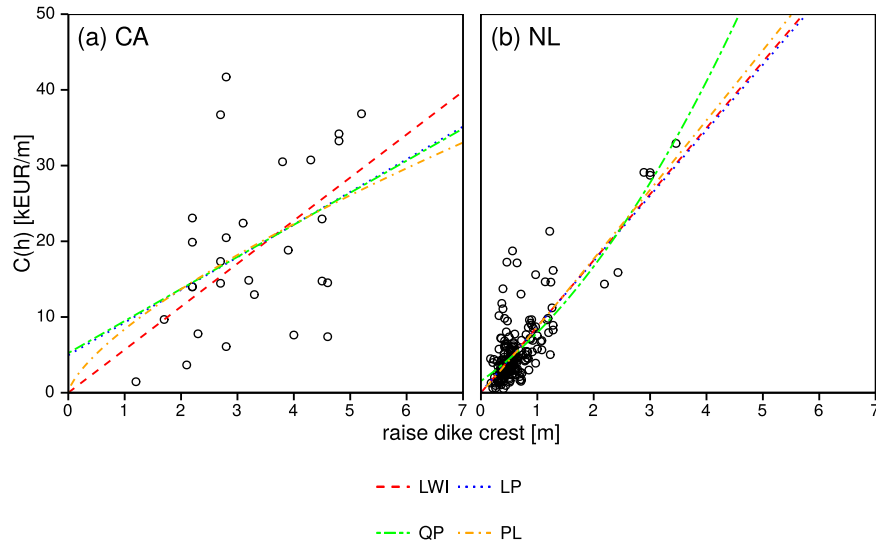 (a) CA
(b) NL
C(h) [kEUR/m]
50
40
30
20
10
0
0 1 2 3 4 5 6 7
0 1 2 3 4 5 6 7
raise dike crest [m]
LWI LP
QP PL